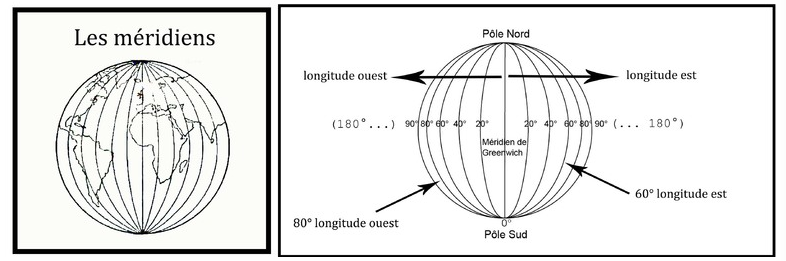 Les méridiens
Pôle Nord
longitude ouest
longitude est
(180°...) 90° 80° 60° 40° 20° 20° 40° 60° 80° 90° (... 180°)
Méridien de
Greenwich
60° longitude est
80° longitude ouest
0°
Pôle Sud